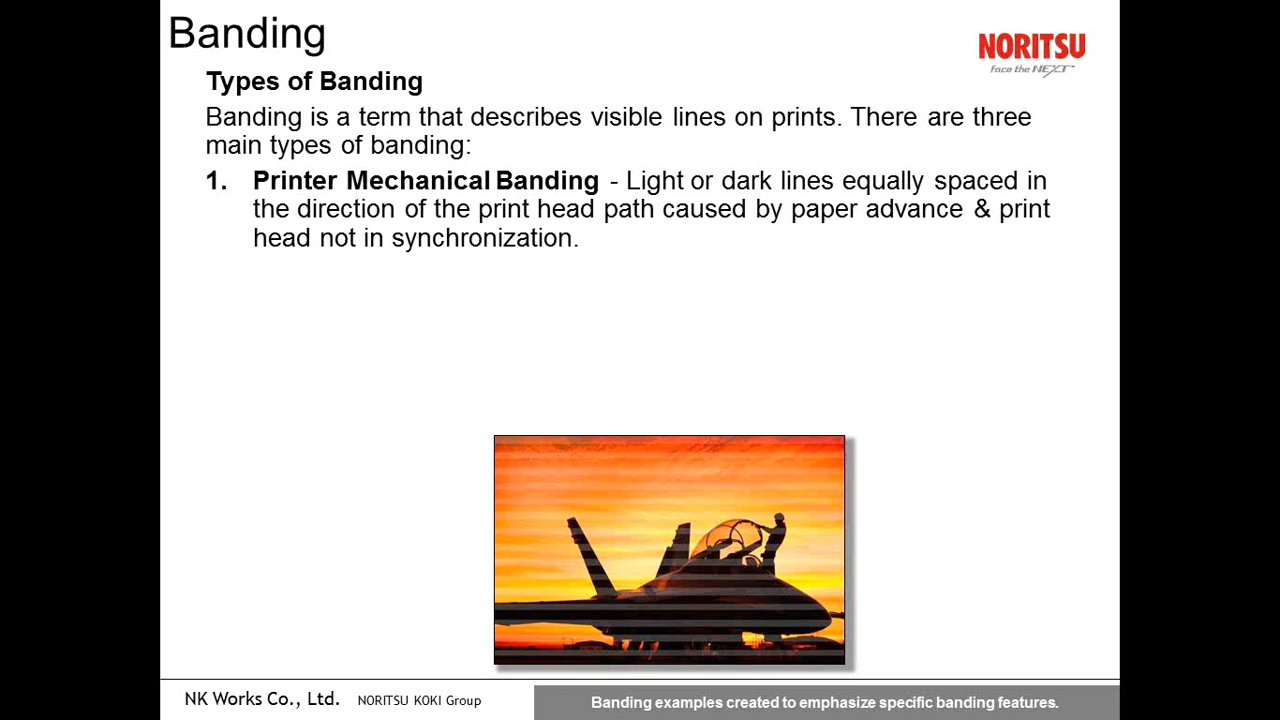 Banding
NORITSU
face the NEXT™
Types of Banding
Banding is a term that describes visible lines on prints. There are three
main types of banding:
1. Printer Mechanical Banding - Light or dark lines equally spaced in
the direction of the print head path caused by paper advance & print
head not in synchronization.
NK Works Co., Ltd. NORITSU KOKI Group
Banding examples created to emphasize specific banding features.